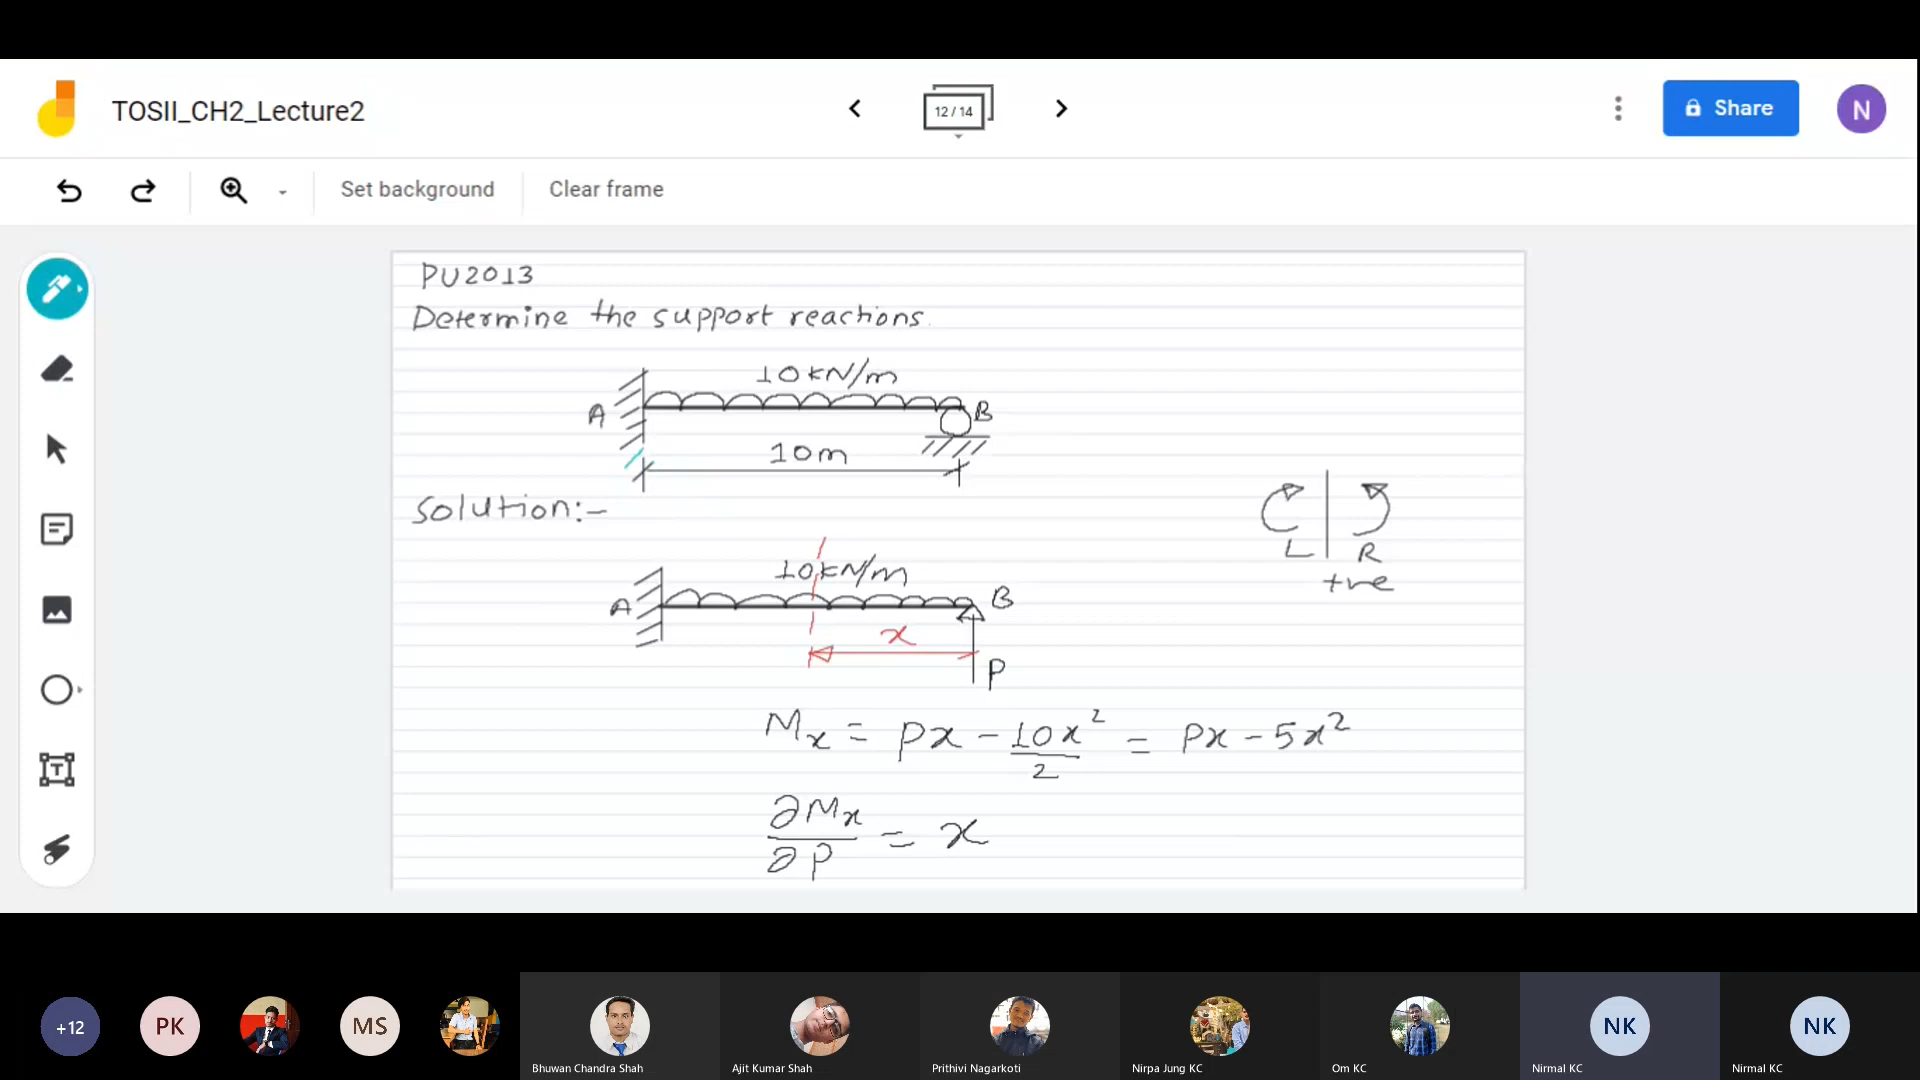 TOSII_CH2_Lecture2
12 / 14
Share
N
Set background
Clear frame
PU2013
Determine the support reactions.
10kN/m
A
B
10m
Solution:-
L
R
+ve
10kN/m
A
B
x
P
Mx = Px - 10x²/2 = Px - 5x²
∂Mx/∂P = x
+12
PK
MS
Bhuwan Chandra Shah
Ajit Kumar Shah
Prithivi Nagarkoti
Nirpa Jung KC
Om KC
NK
Nirmal KC
NK
Nirmal KC